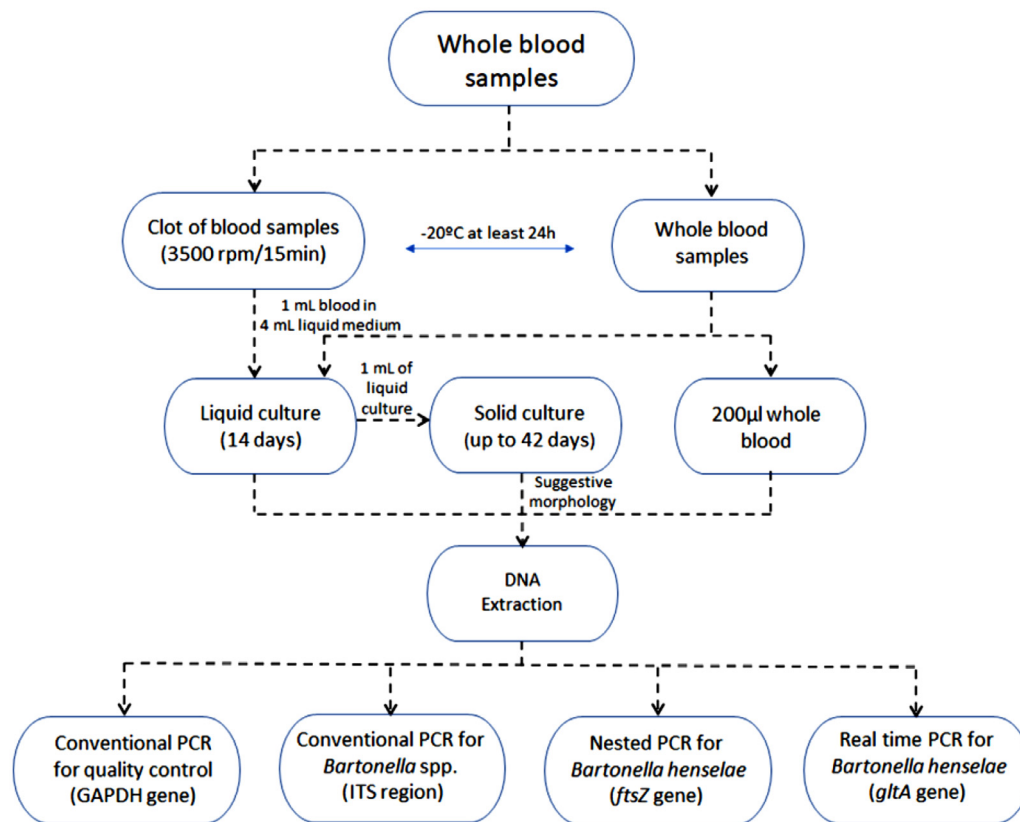 Whole blood
samples
Clot of blood samples
(3500 rpm/15min)
-20ºC at least 24h
Whole blood
samples
1 mL blood in
4 mL liquid medium
Liquid culture
(14 days)
1 mL of
liquid
culture
Solid culture
(up to 42 days)
200µl whole
blood
Suggestive
morphology
DNA
Extraction
Conventional PCR
for quality control
(GAPDH gene)
Conventional PCR for
Bartonella spp.
(ITS region)
Nested PCR for
Bartonella henselae
(ftsZ gene)
Real time PCR for
Bartonella henselae
(gltA gene)